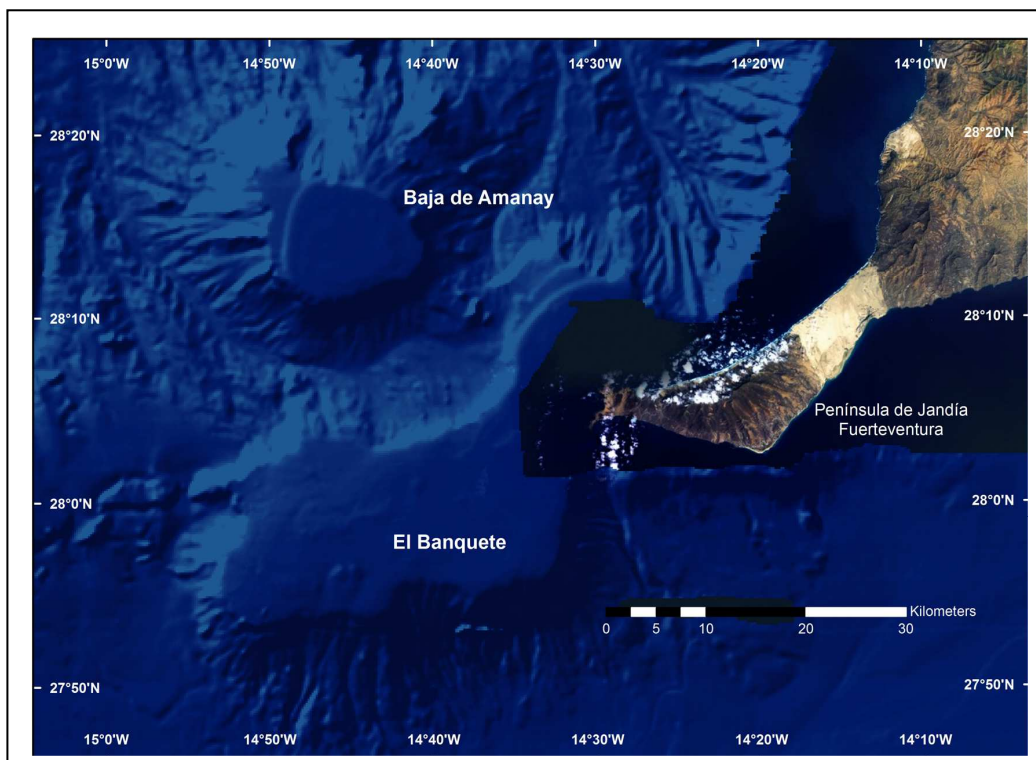 15°0'W 14°50'W 14°40'W 14°30'W 14°20'W 14°10'W
28°20'N 28°20'N
Baja de Amanay
28°10'N 28°10'N
Península de Jandía
Fuerteventura
28°0'N 28°0'N
El Banquete
Kilometers
0 5 10 20 30
27°50'N 27°50'N
15°0'W 14°50'W 14°40'W 14°30'W 14°20'W 14°10'W